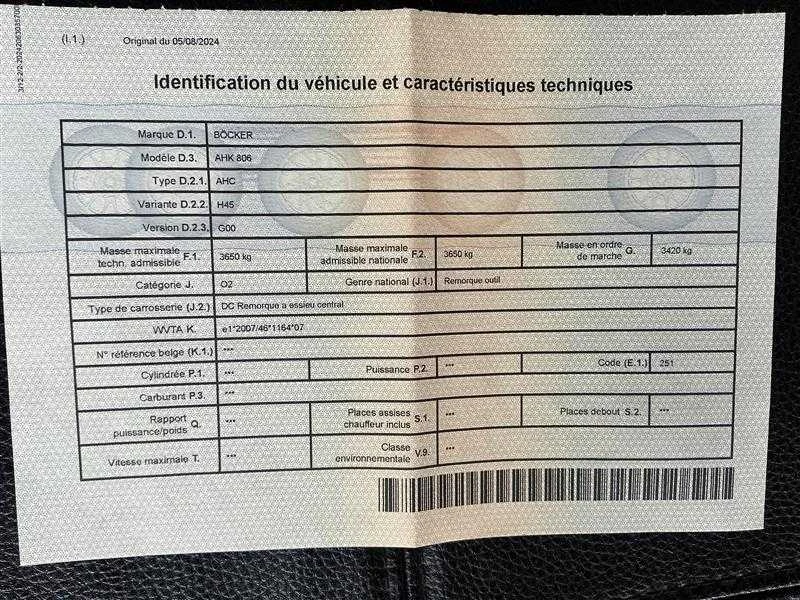 (I.1.) Original du 05/08/2024
Identification du véhicule et caractéristiques techniques
Marque D.1. BÖCKER
Modèle D.3. AHK 806
Type D.2.1. AHC
Variante D.2.2. H45
Version D.2.3. G00
Masse maximale techn. admissible F.1. 3650 kg Masse maximale admissible nationale F.2. 3650 kg Masse en ordre de marche G. 3420 kg
Catégorie J. O2 Genre national (J.1.) Remorque outil
Type de carrosserie (J.2.) DC Remorque a essieu central
WVTA K. e1*2007/46*1164*07
N° référence belge (K.1.) ***
Cylindrée P.1. *** Puissance P.2. *** Code (E.1.) 251
Carburant P.3. ***
Rapport puissance/poids Q. *** Places assises chauffeur inclus S.1. *** Places debout S.2. ***
Vitesse maximale T. *** Classe environnementale V.9. ***